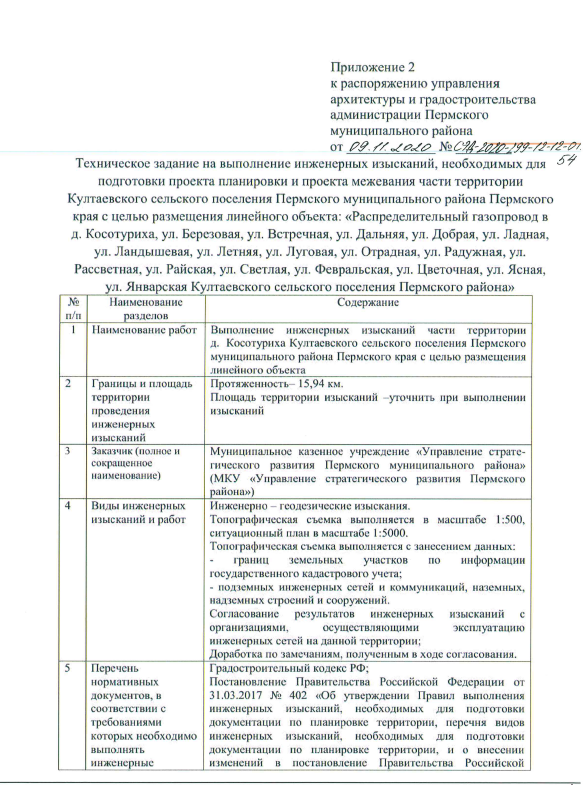 Приложение 2
к распоряжению управления
архитектуры и градостроительства
администрации Пермского
муниципального района
от 09.11.2020 № СЭД-2020-299-12-12-01.
54
Техническое задание на выполнение инженерных изысканий, необходимых для
подготовки проекта планировки и проекта межевания части территории
Култаевского сельского поселения Пермского муниципального района Пермского
края с целью размещения линейного объекта: «Распределительный газопровод в
д. Косотуриха, ул. Березовая, ул. Встречная, ул. Дальняя, ул. Добрая, ул. Ладная,
ул. Ландышевая, ул. Летняя, ул. Луговая, ул. Отрадная, ул. Радужная, ул.
Рассветная, ул. Райская, ул. Светлая, ул. Февральская, ул. Цветочная, ул. Ясная,
ул. Январская Култаевского сельского поселения Пермского района»
№ п/п
Наименование
разделов
Содержание
1
Наименование работ
Выполнение инженерных изысканий части территории
д. Косотуриха Култаевского сельского поселения Пермского
муниципального района Пермского края с целью размещения
линейного объекта
2
Границы и площадь
территории
проведения
инженерных
изысканий
Протяженность– 15,94 км.
Площадь территории изысканий –уточнить при выполнении
изысканий
3
Заказчик (полное и
сокращенное
наименование)
Муниципальное казенное учреждение «Управление страте-
гического развития Пермского муниципального района»
(МКУ «Управление стратегического развития Пермского
района»)
4
Виды инженерных
изысканий и работ
Инженерно – геодезические изыскания.
Топографическая съемка выполняется в масштабе 1:500,
ситуационный план в масштабе 1:5000.
Топографическая съемка выполняется с занесением данных:
- границ земельных участков по информации
государственного кадастрового учета;
- подземных инженерных сетей и коммуникаций, наземных,
надземных строений и сооружений.
Согласование результатов инженерных изысканий с
организациями, осуществляющими эксплуатацию
инженерных сетей на данной территории;
Доработка по замечаниям, полученным в ходе согласования.
5
Перечень
нормативных
документов, в
соответствии с
требованиями
которых необходимо
выполнять
инженерные
Градостроительный кодекс РФ;
Постановление Правительства Российской Федерации от
31.03.2017 № 402 «Об утверждении Правил выполнения
инженерных изысканий, необходимых для подготовки
документации по планировке территории, перечня видов
инженерных изысканий, необходимых для подготовки
документации по планировке территории, и о внесении
изменений в постановление Правительства Российской